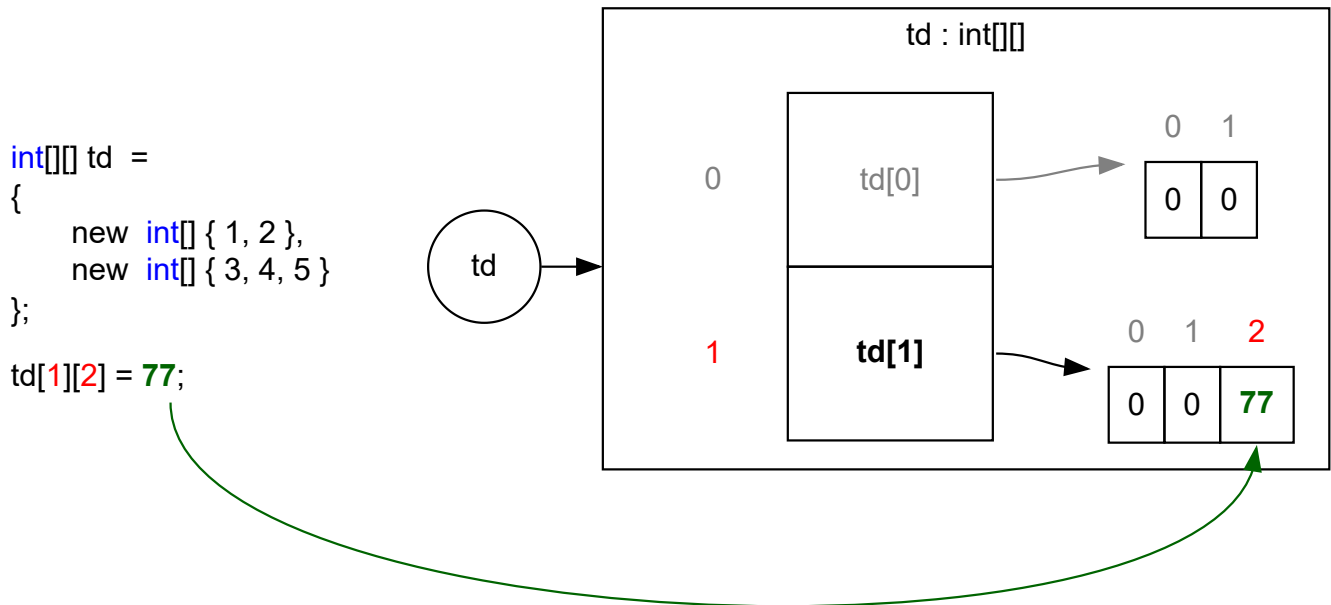 int[][] td =
{
new int[] { 1, 2 },
new int[] { 3, 4, 5 }
};
td[1][2] = 77;
td
td : int[][]
0 td[0]
0 1
0 0
1 td[1]
0 1 2
0 0 77